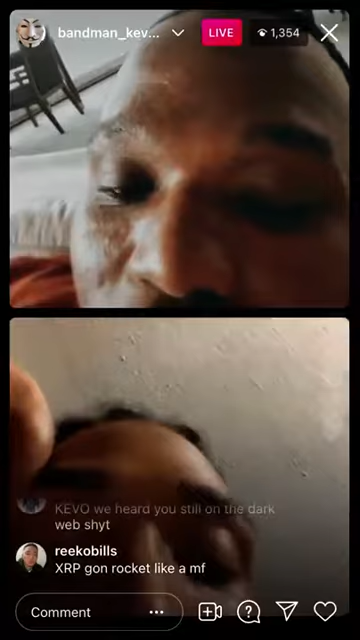 bandman_kev...
LIVE
1,354
KEVO we heard you still on the dark
web shyt
reekobills
XRP gon rocket like a mf
Comment